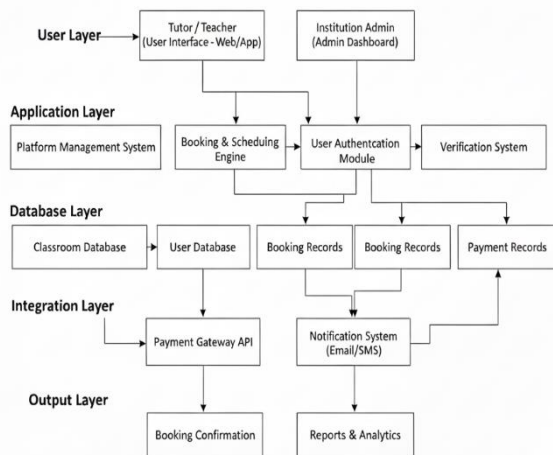 User Layer
Tutor / Teacher
(User Interface - Web/App)
Institution Admin
(Admin Dashboard)
Application Layer
Platform Management System
Booking & Scheduling
Engine
User Authentcation
Module
Verification System
Database Layer
Classroom Database
User Database
Booking Records
Booking Records
Payment Records
Integration Layer
Payment Gateway API
Notification System
(Email/SMS)
Output Layer
Booking Confirmation
Reports & Analytics